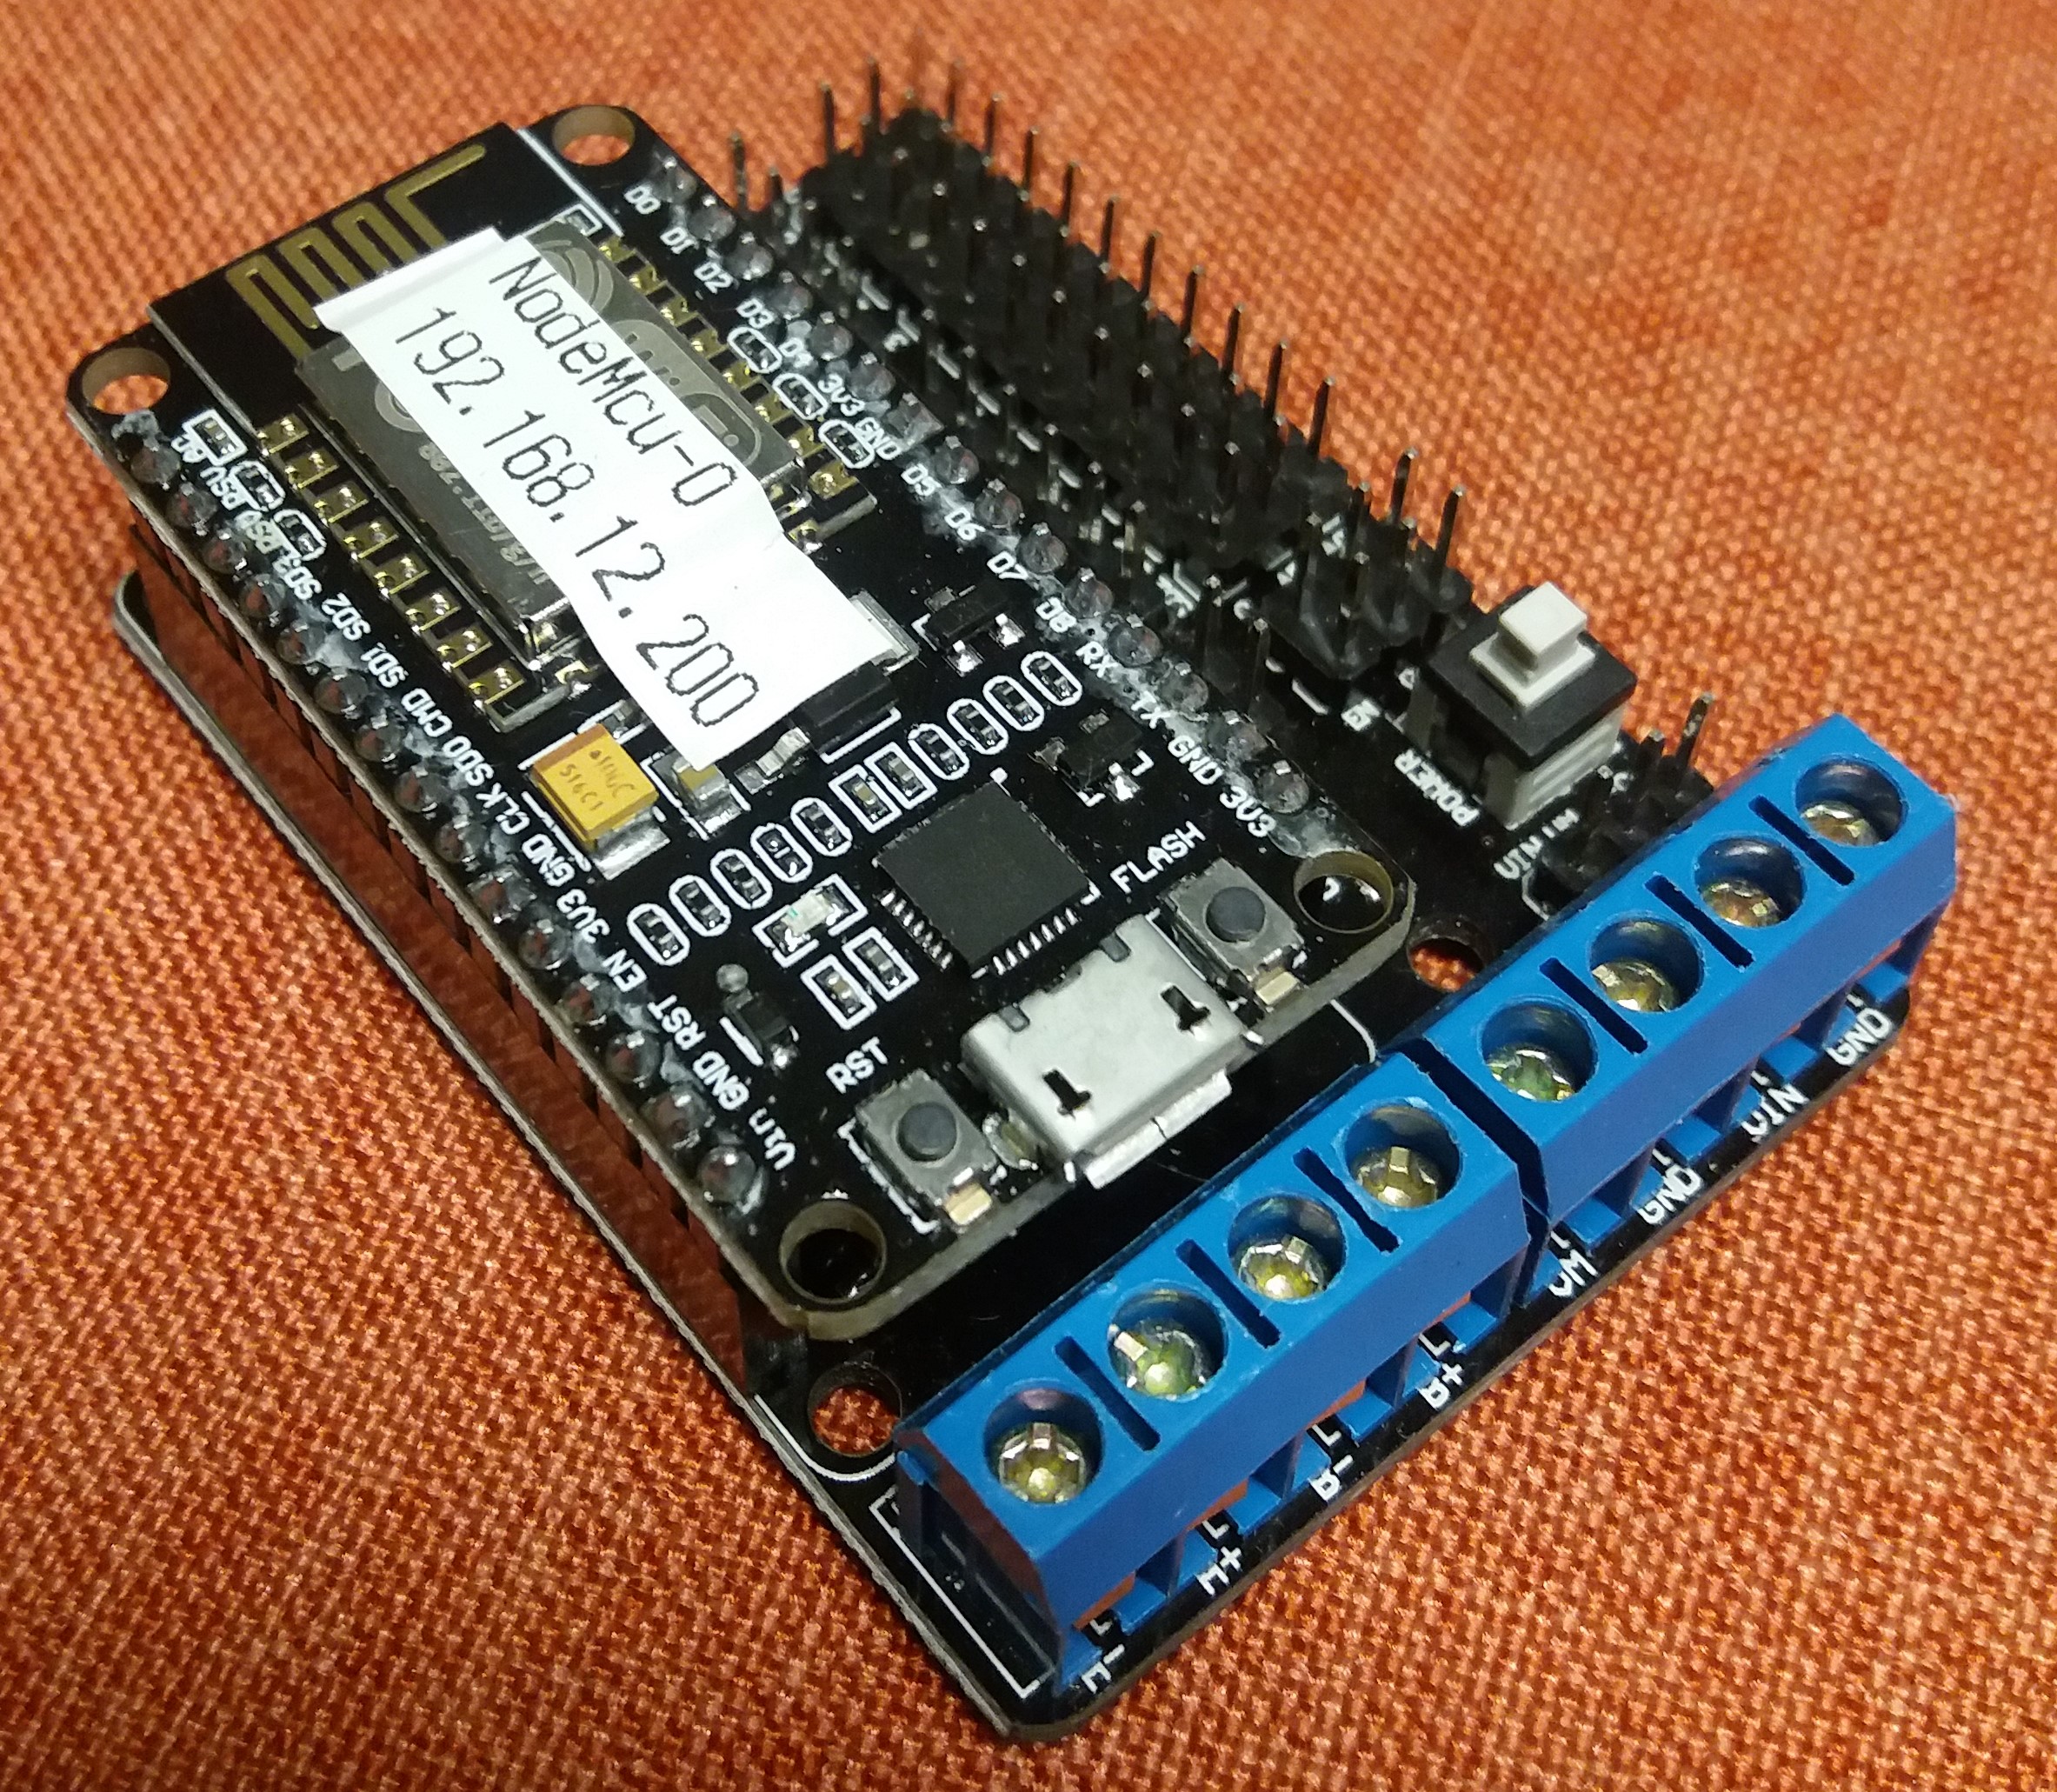 NodeMcu-0
192.168.12.200
D0
D1
D2
D3
D4
3V3
GND
D5
D6
D7
D8
RX
TX
GND
3V3
SD3
SD2
SD1
CMD
SD0
CLK
GND
3V3
EN
RST
GND
Vin
516C1
FLASH
RST
POWER
VIN
VM
GND
VIN
GND